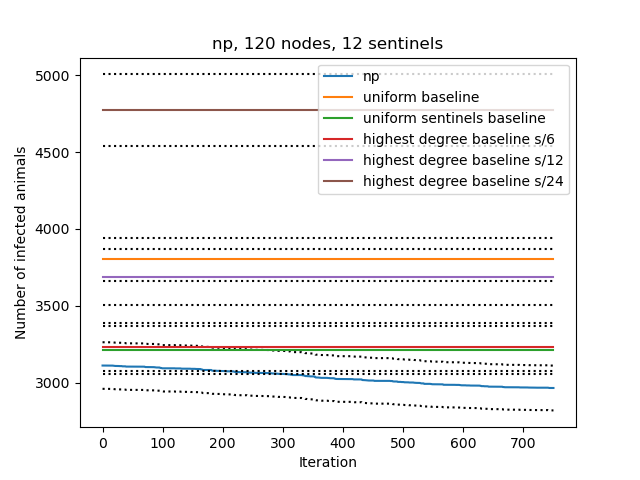 np, 120 nodes, 12 sentinels
Number of infected animals
5000
4500
4000
3500
3000
np
uniform baseline
uniform sentinels baseline
highest degree baseline s/6
highest degree baseline s/12
highest degree baseline s/24
0 100 200 300 400 500 600 700
Iteration